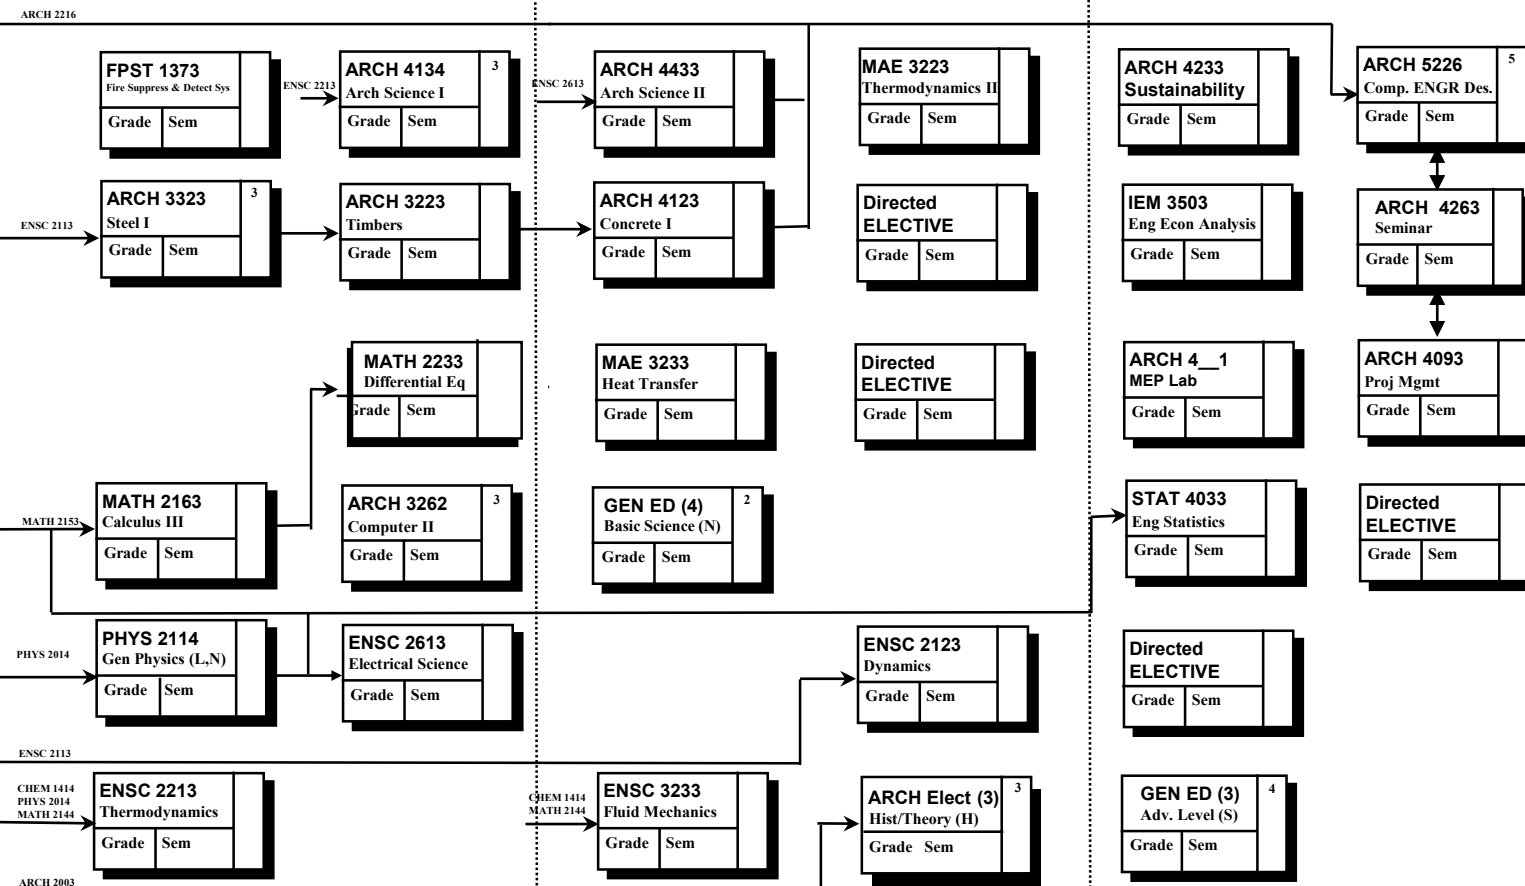 ARCH 2216
FPST 1373
Fire Suppress & Detect Sys
Grade Sem
ENSC 2213
ARCH 4134
Arch Science I
3
Grade Sem
ENSC 2613
ARCH 4433
Arch Science II
Grade Sem
MAE 3223
Thermodynamics II
Grade Sem
ARCH 4233
Sustainability
Grade Sem
ARCH 5226
Comp. ENGR Des.
5
Grade Sem
ENSC 2113
ARCH 3323
Steel I
3
Grade Sem
ARCH 3223
Timbers
Grade Sem
ARCH 4123
Concrete I
Grade Sem
Directed
ELECTIVE
Grade Sem
IEM 3503
Eng Econ Analysis
Grade Sem
ARCH 4263
Seminar
Grade Sem
MATH 2233
Differential Eq
Grade Sem
MAE 3233
Heat Transfer
Grade Sem
Directed
ELECTIVE
Grade Sem
ARCH 4__1
MEP Lab
Grade Sem
ARCH 4093
Proj Mgmt
Grade Sem
MATH 2153
MATH 2163
Calculus III
Grade Sem
ARCH 3262
Computer II
3
Grade Sem
GEN ED (4)
Basic Science (N)
2
Grade Sem
STAT 4033
Eng Statistics
Grade Sem
Directed
ELECTIVE
Grade Sem
PHYS 2014
PHYS 2114
Gen Physics (L,N)
Grade Sem
ENSC 2613
Electrical Science
Grade Sem
ENSC 2123
Dynamics
Grade Sem
Directed
ELECTIVE
Grade Sem
ENSC 2113
CHEM 1414
PHYS 2014
MATH 2144
ENSC 2213
Thermodynamics
Grade Sem
CHEM 1414
MATH 2144
ENSC 3233
Fluid Mechanics
Grade Sem
ARCH Elect (3)
Hist/Theory (H)
3
Grade Sem
GEN ED (3)
Adv. Level (S)
4
Grade Sem
ARCH 2003